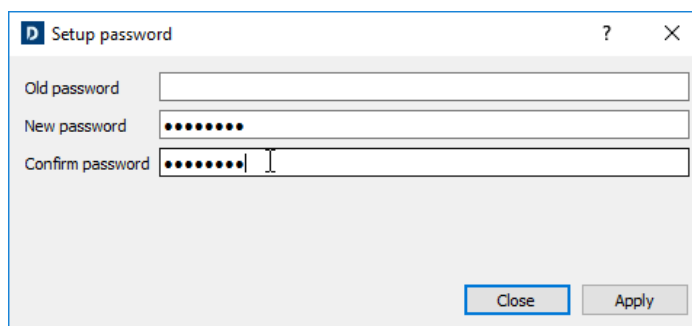 D Setup password ?
Old password
New password ••••••••
Confirm password ••••••••
Close Apply